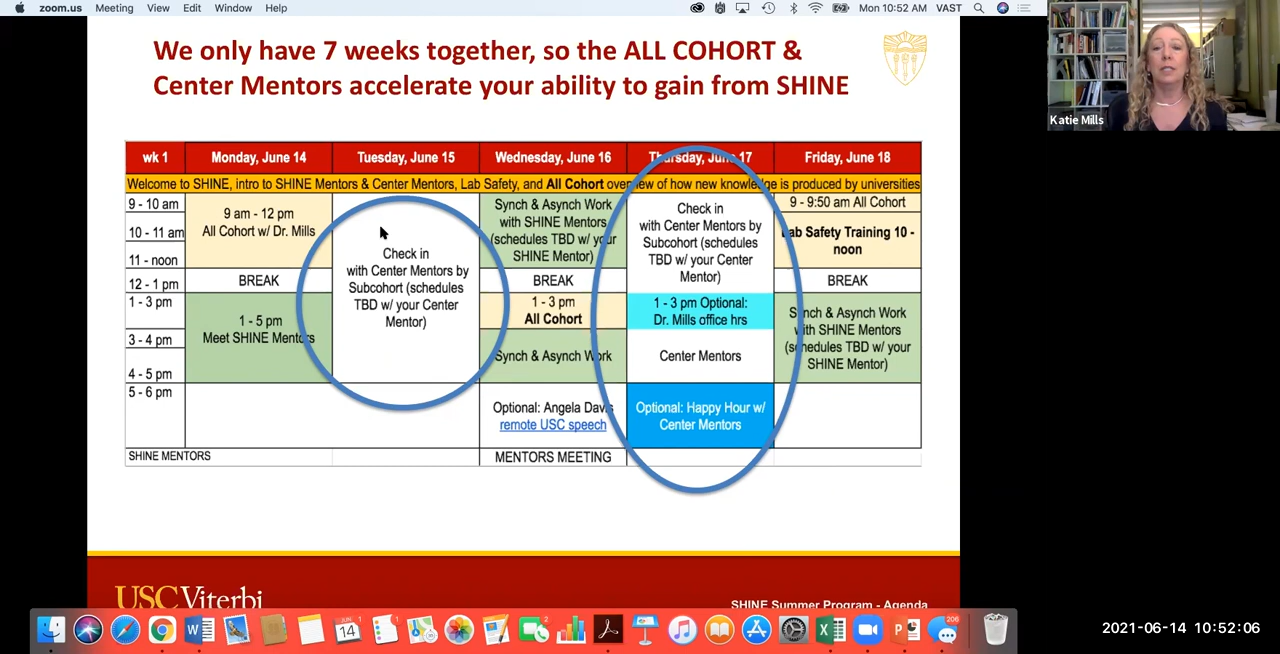 zoom.us Meeting View Edit Window Help
Mon 10:52 AM VAST
We only have 7 weeks together, so the ALL COHORT &
Center Mentors accelerate your ability to gain from SHINE
Katie Mills
wk 1 Monday, June 14 Tuesday, June 15 Wednesday, June 16 Thursday, June 17 Friday, June 18
Welcome to SHINE, intro to SHINE Mentors & Center Mentors, Lab Safety, and All Cohort overview of how new knowledge is produced by universities
9 - 10 am
10 - 11 am
11 - noon
12 - 1 pm
1 - 3 pm
3 - 4 pm
4 - 5 pm
5 - 6 pm
9 am - 12 pm
All Cohort w/ Dr. Mills
BREAK
1 - 5 pm
Meet SHINE Mentors
Check in
with Center Mentors by
Subcohort (schedules
TBD w/ your Center
Mentor)
Synch & Asynch Work
with SHINE Mentors
(schedules TBD w/ your
SHINE Mentor)
BREAK
1 - 3 pm
All Cohort
Synch & Asynch Work
Optional: Angela Davis
remote USC speech
Check in
with Center Mentors by
Subcohort (schedules
TBD w/ your Center
Mentor)
1 - 3 pm Optional:
Dr. Mills office hrs
Center Mentors
Optional: Happy Hour w/
Center Mentors
9 - 9:50 am All Cohort
Lab Safety Training 10 -
noon
BREAK
Synch & Asynch Work
with SHINE Mentors
(schedules TBD w/ your
SHINE Mentor)
SHINE MENTORS
MENTORS MEETING
USC Viterbi
SHINE Summer Program - Agenda
JUN
14
206
2021-06-14 10:52:06